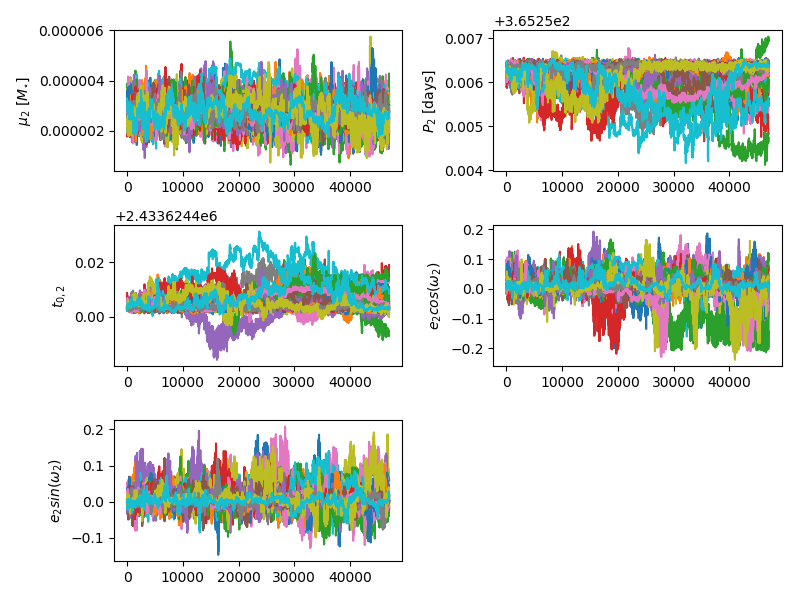 0.000006
0.000004
0.000002
μ₂ [M⋆]
0 10000 20000 30000 40000
+3.6525e2
0.007
0.006
0.005
0.004
P₂ [days]
0 10000 20000 30000 40000
+2.4336244e6
0.02
0.00
t₀,₂
0 10000 20000 30000 40000
0.2
0.1
0.0
−0.1
−0.2
e₂cos(ω₂)
0 10000 20000 30000 40000
0.2
0.1
0.0
−0.1
e₂sin(ω₂)
0 10000 20000 30000 40000